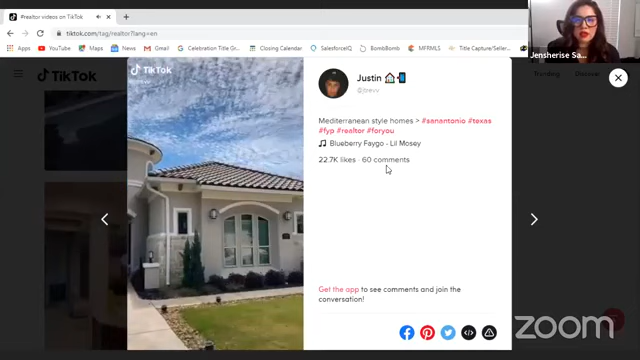 #realtor videos on TikTok
tiktok.com/tag/realtor?lang=en
Apps
YouTube
Maps
News
Gmail
Celebration Title Gr...
Closing Calendar
SalesforceIQ
BombBomb
MFRMLS
Title Capture/Seller...
Jensherise Sa...
Trending
Discover
TikTok
Justin
Mediterranean style homes > #sanantonio #texas
#fyp #realtor #foryou
Blueberry Faygo - Lil Mosey
22.7K likes · 60 comments
Get the app to see comments and join the
conversation!
zoom